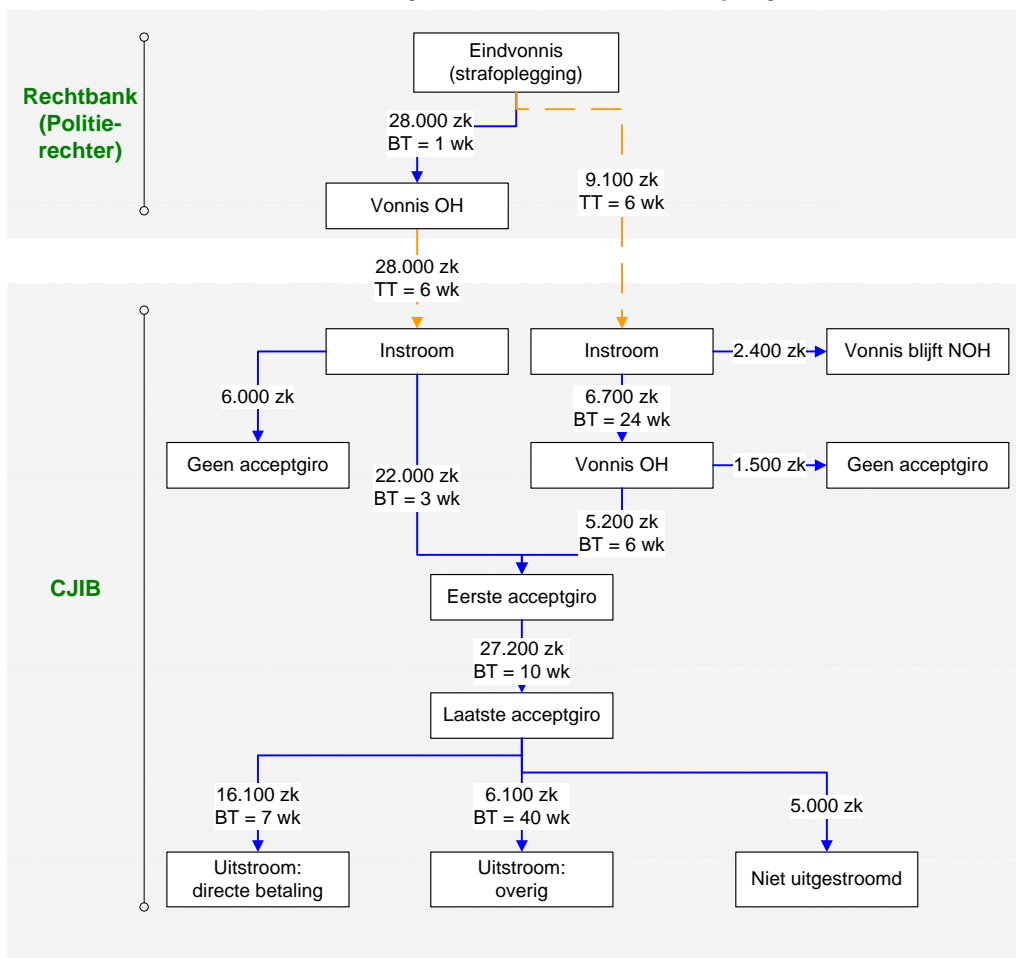 Eindvonnis
(strafoplegging)
Rechtbank
(Politie-
rechter)
28.000 zk
BT = 1 wk
9.100 zk
TT = 6 wk
Vonnis OH
28.000 zk
TT = 6 wk
Instroom
Instroom
2.400 zk
Vonnis blijft NOH
6.000 zk
6.700 zk
BT = 24 wk
Geen acceptgiro
Vonnis OH
1.500 zk
Geen acceptgiro
22.000 zk
BT = 3 wk
5.200 zk
BT = 6 wk
CJIB
Eerste acceptgiro
27.200 zk
BT = 10 wk
Laatste acceptgiro
16.100 zk
BT = 7 wk
6.100 zk
BT = 40 wk
5.000 zk
Uitstroom:
directe betaling
Uitstroom:
overig
Niet uitgestroomd